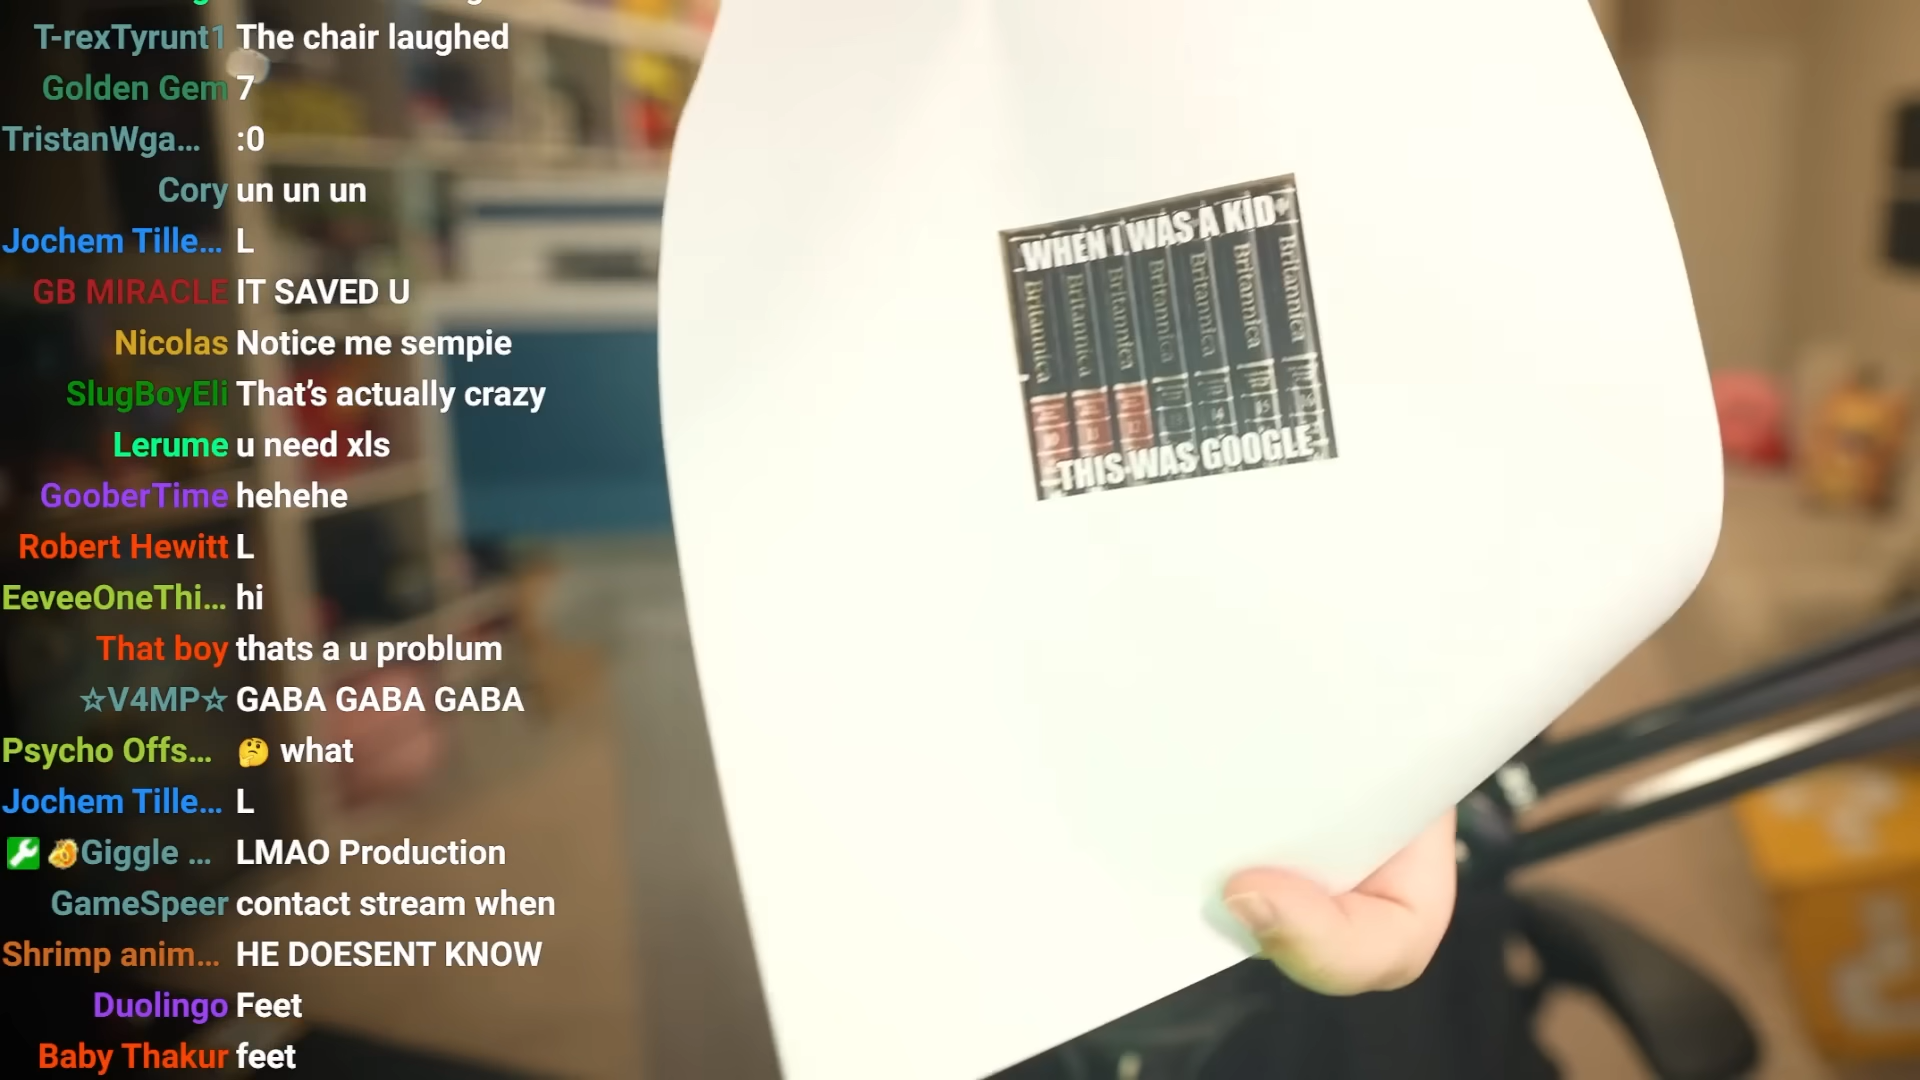 T-rexTyrunt1 The chair laughed
Golden Gem 7
TristanWga... :0
Cory un un un
Jochem Tille... L
GB MIRACLE IT SAVED U
Nicolas Notice me sempie
SlugBoyEli That’s actually crazy
Lerume u need xls
GooberTime hehehe
Robert Hewitt L
EeveeOneThi... hi
That boy thats a u problum
☆V4MP☆ GABA GABA GABA
Psycho Offs... 🤔 what
Jochem Tille... L
Giggle ... LMAO Production
GameSpeer contact stream when
Shrimp anim... HE DOESENT KNOW
Duolingo Feet
Baby Thakur feet
WHEN I WAS A KID
Britannica
Britannica
Britannica
Britannica
Britannica
Britannica
Britannica
14
15
16
THIS WAS GOOGLE